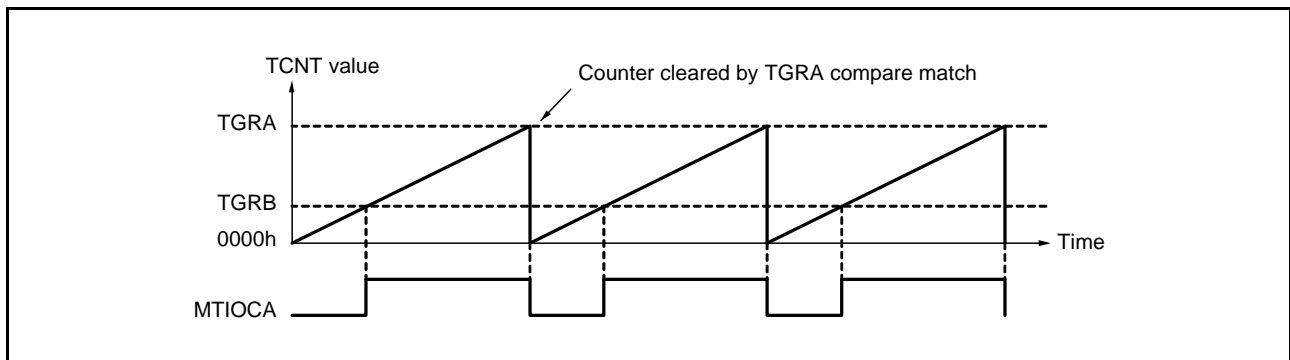 TCNT value
Counter cleared by TGRA compare match
TGRA
TGRB
0000h
Time
MTIOCA